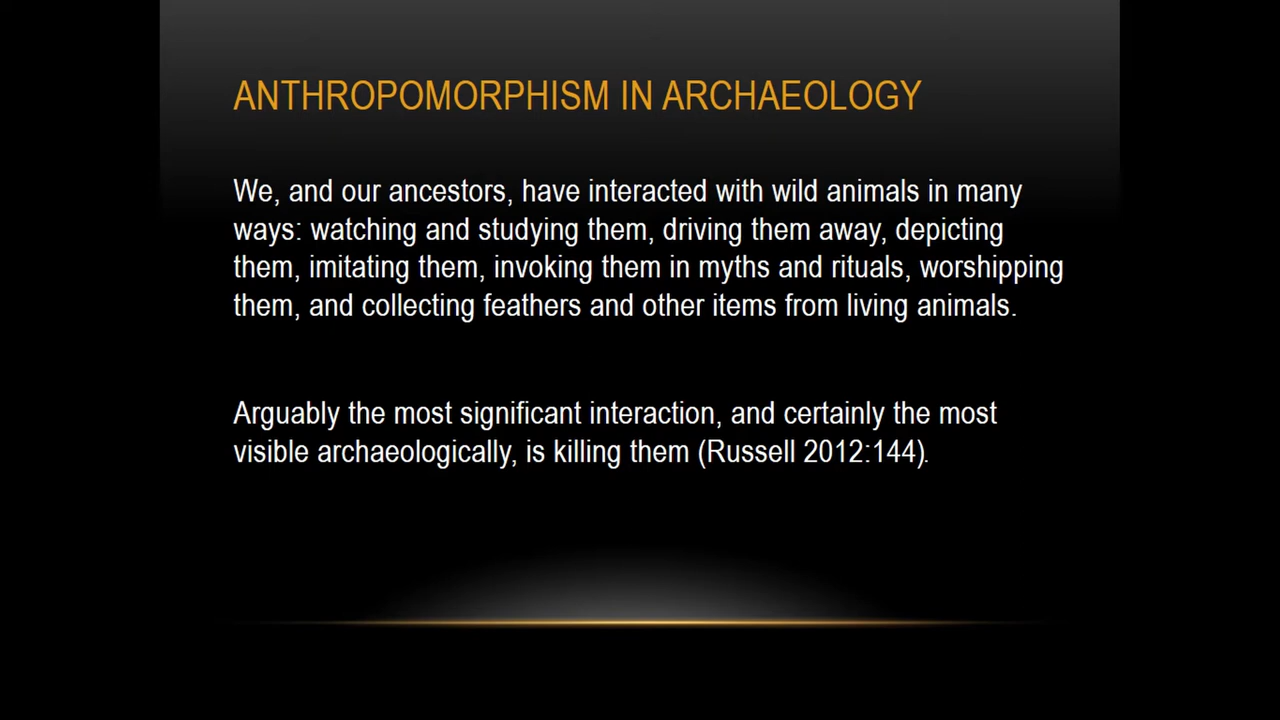 ANTHROPOMORPHISM IN ARCHAEOLOGY
We, and our ancestors, have interacted with wild animals in many
ways: watching and studying them, driving them away, depicting
them, imitating them, invoking them in myths and rituals, worshipping
them, and collecting feathers and other items from living animals.
Arguably the most significant interaction, and certainly the most
visible archaeologically, is killing them (Russell 2012:144).